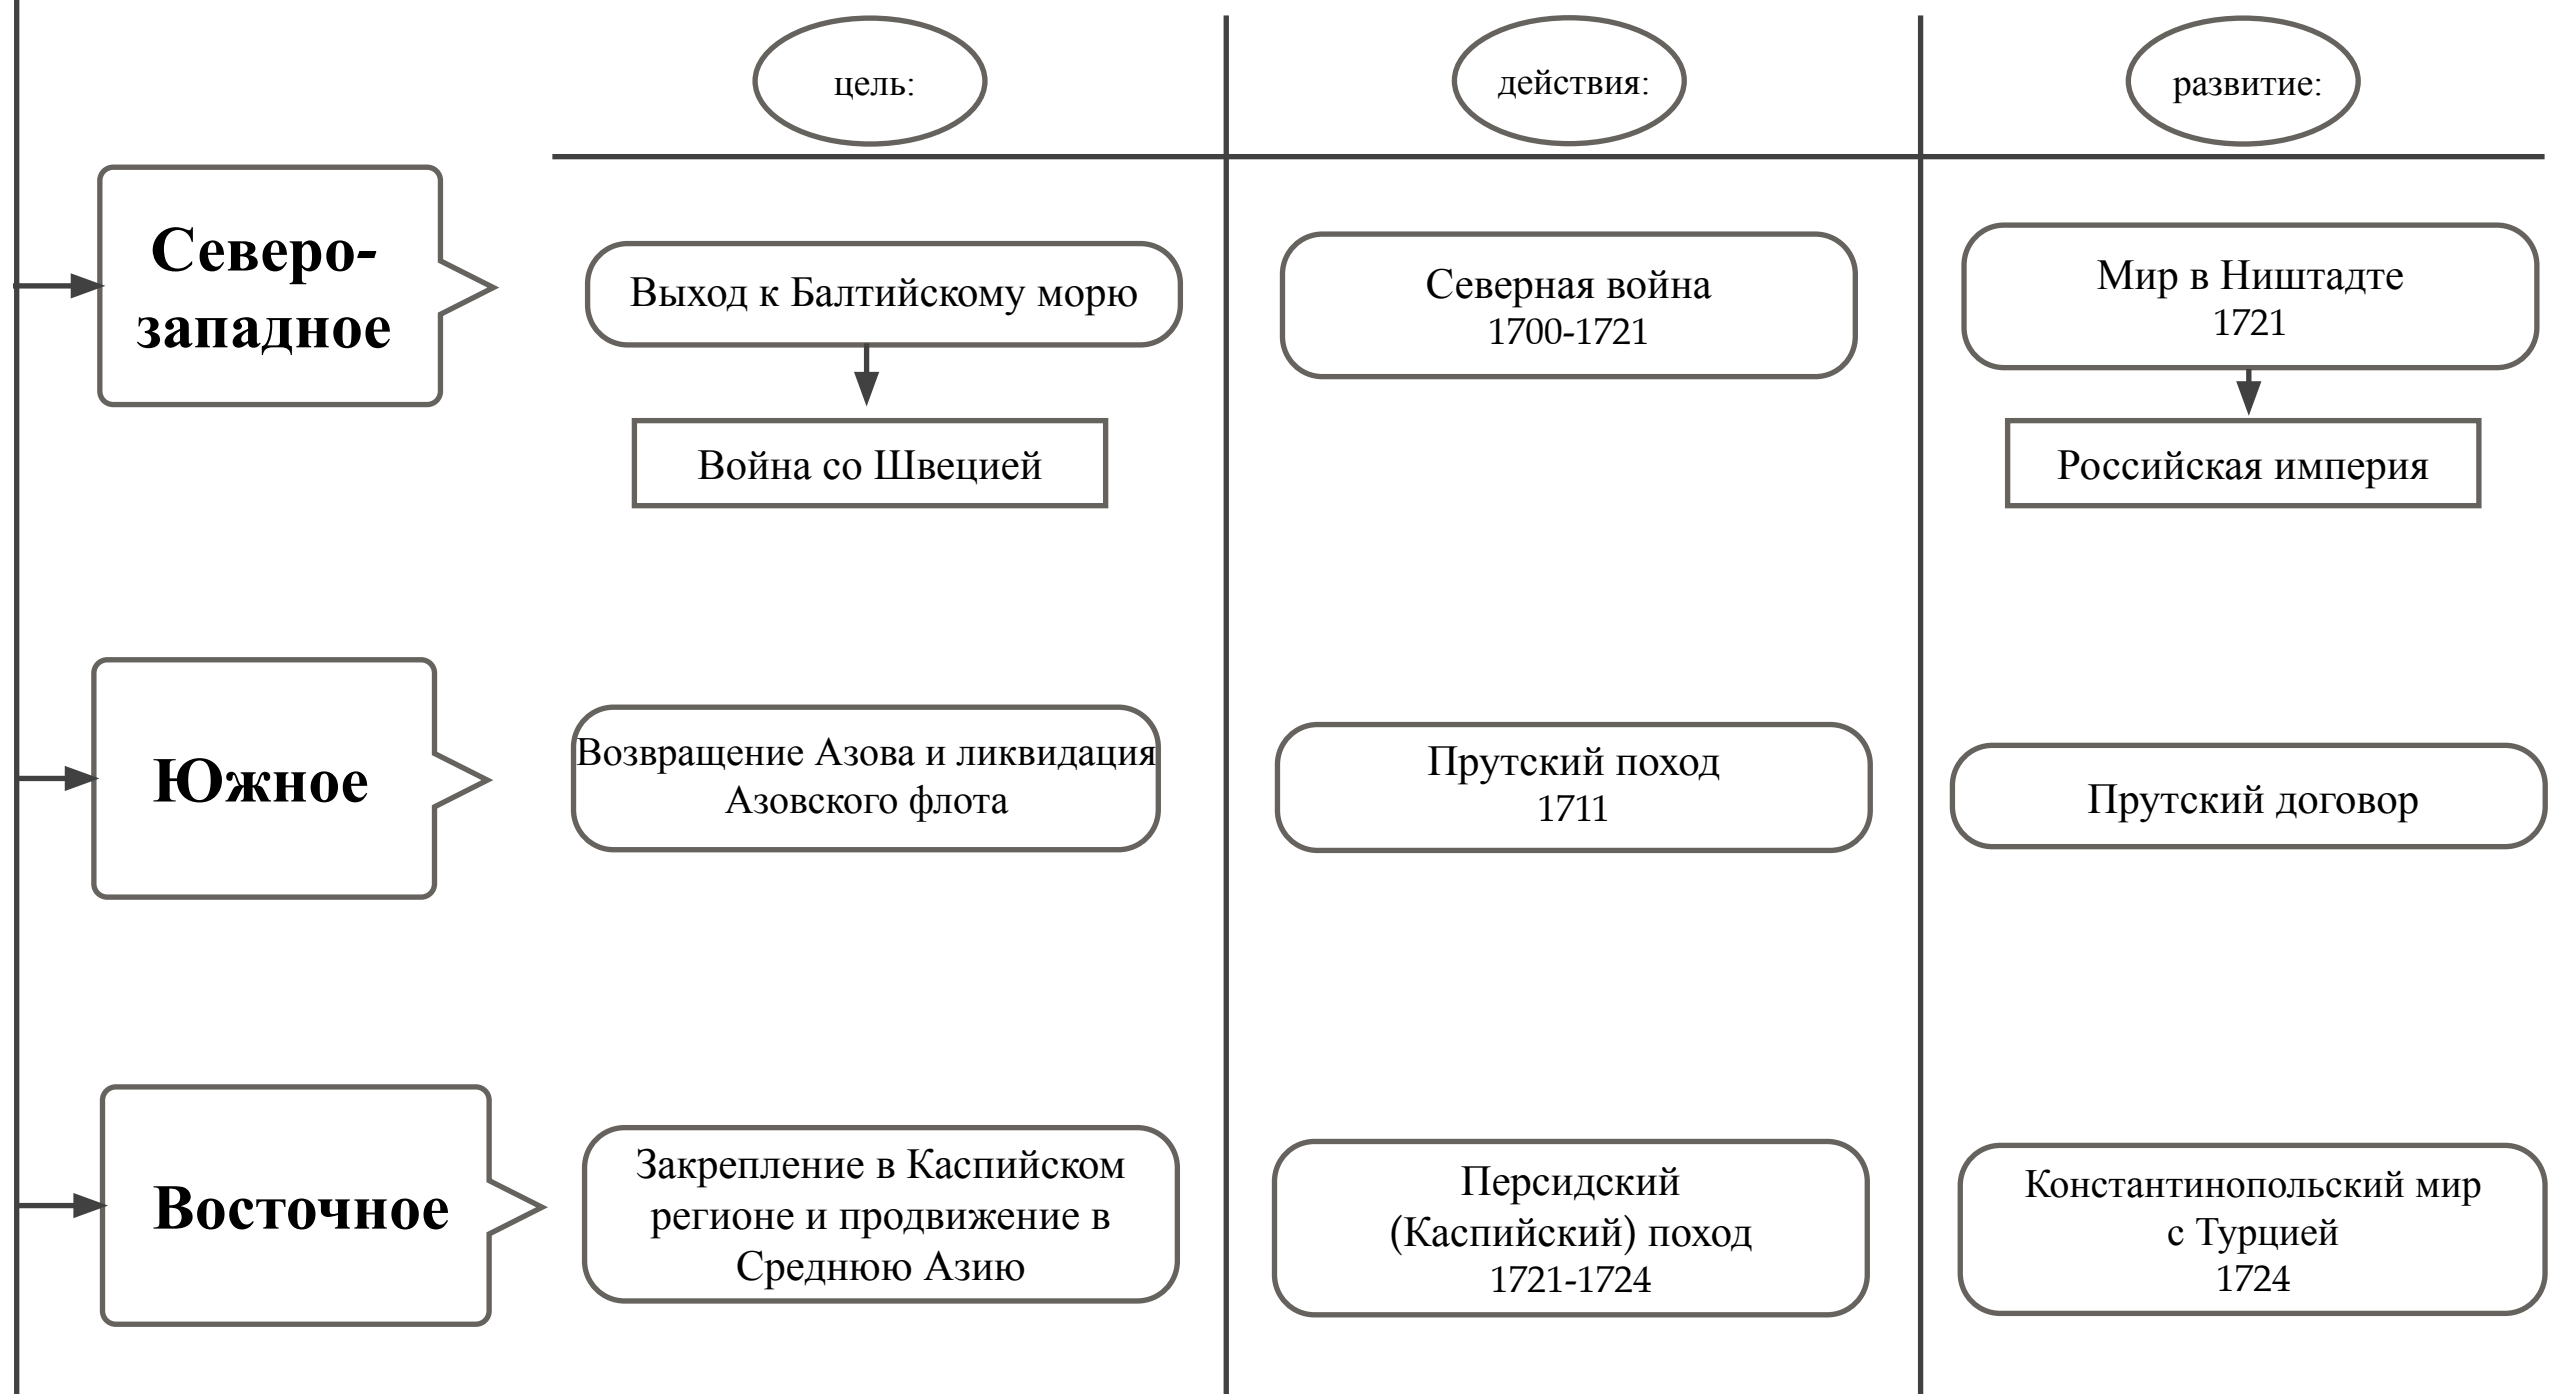 цель:
действия:
развитие:
Северо-
западное
Выход к Балтийскому морю
Северная война
1700-1721
Мир в Ништадте
1721
Война со Швецией
Российская империя
Южное
Возвращение Азова и ликвидация
Азовского флота
Прутский поход
1711
Прутский договор
Восточное
Закрепление в Каспийском
регионе и продвижение в
Среднюю Азию
Персидский
(Каспийский) поход
1721-1724
Константинопольский мир
с Турцией
1724